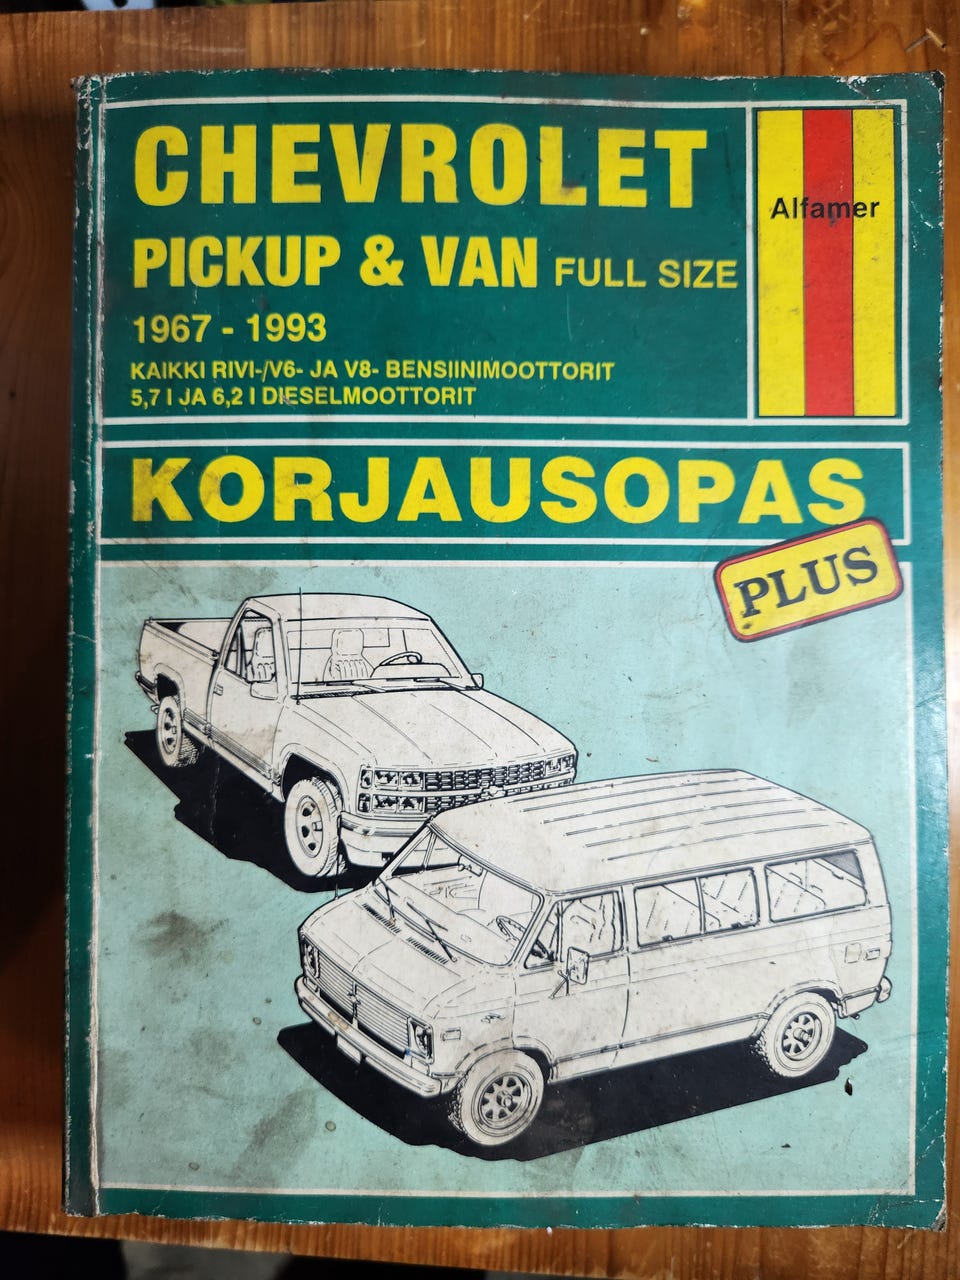 CHEVROLET
PICKUP & VAN FULL SIZE
1967 - 1993
KAIKKI RIVI-/V6- JA V8- BENSIINIMOOTTORIT
5,7 l JA 6,2 l DIESELMOOTTORIT
Alfamer
KORJAUSOPAS
PLUS